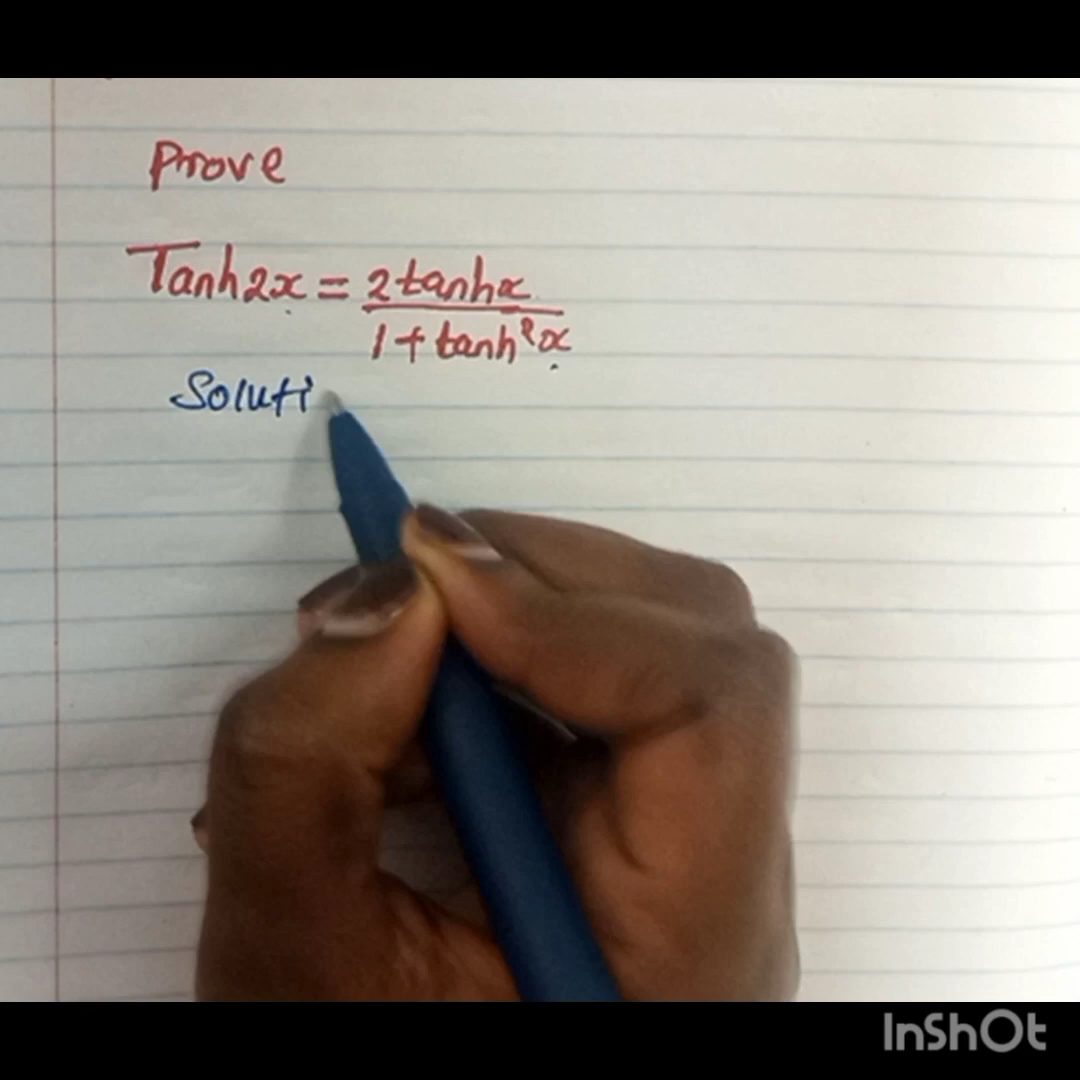 Prove
Tanh2x = 2tanhx
1 + tanh²x
Soluti
InShOt